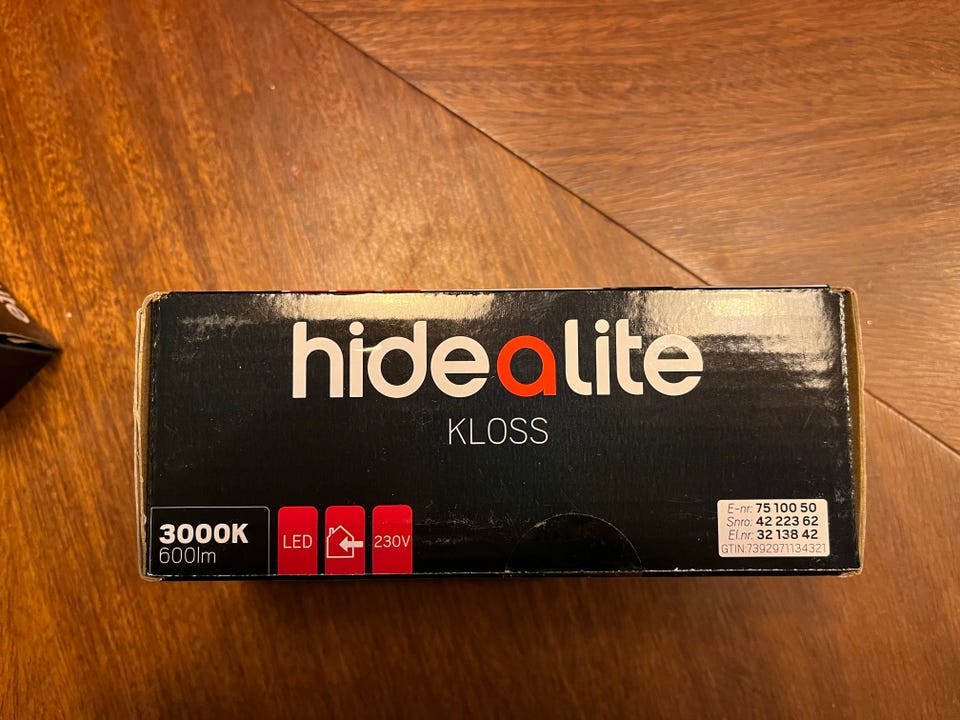 hidealite
KLOSS
3000K
600lm
LED
230V
E-nr: 75 100 50
Snro: 42 223 62
El.nr: 32 138 42
GTIN:7392971134321